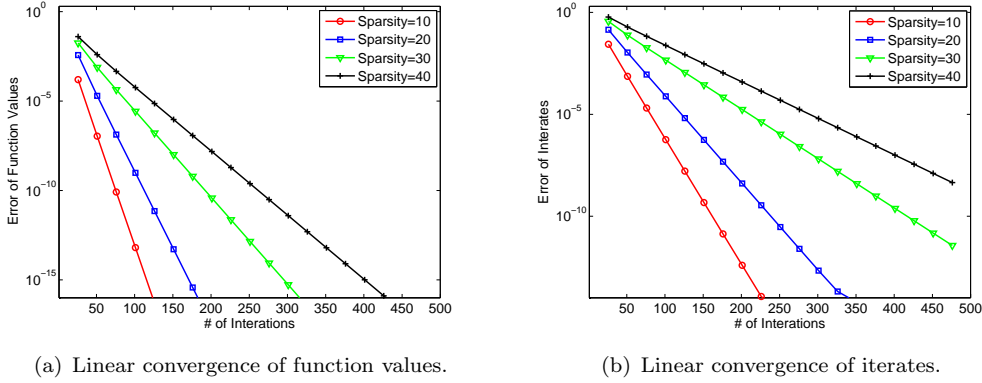 10^0
10^−5
10^−10
10^−15
Error of Function Values
50 100 150 200 250 300 350 400 450 500
# of Interations
Sparsity=10
Sparsity=20
Sparsity=30
Sparsity=40
(a) Linear convergence of function values.
10^0
10^−5
10^−10
Error of Interates
50 100 150 200 250 300 350 400 450 500
# of Interations
Sparsity=10
Sparsity=20
Sparsity=30
Sparsity=40
(b) Linear convergence of iterates.